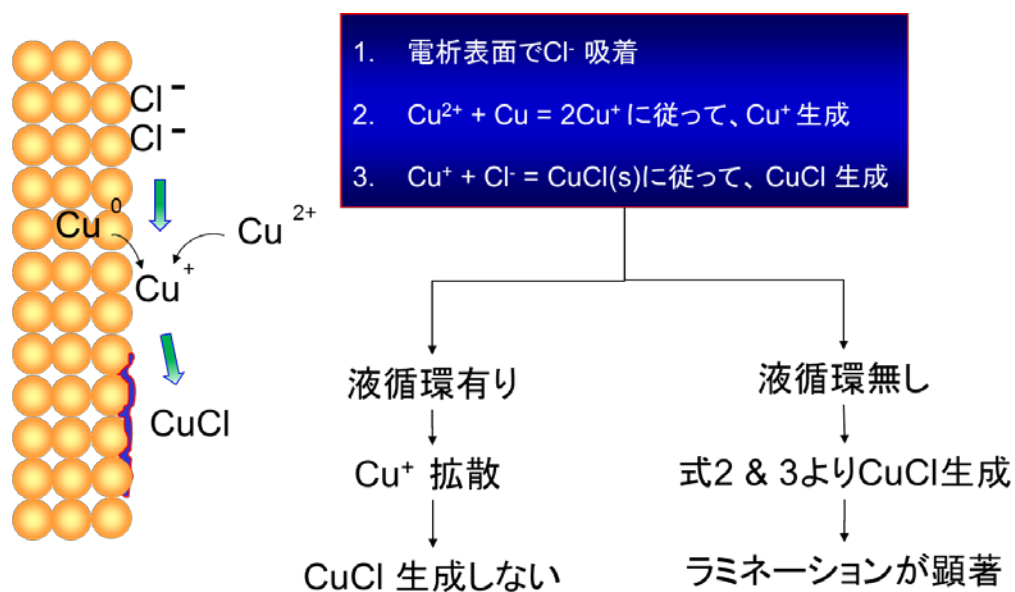 Cl⁻
Cl⁻
Cu⁰
Cu²⁺
Cu⁺
CuCl
1. 電析表面でCl⁻ 吸着
2. Cu²⁺ + Cu = 2Cu⁺ に従って、Cu⁺ 生成
3. Cu⁺ + Cl⁻ = CuCl(s)に従って、CuCl 生成
液循環有り
Cu⁺ 拡散
CuCl 生成しない
液循環無し
式2 & 3よりCuCl生成
ラミネーションが顕著